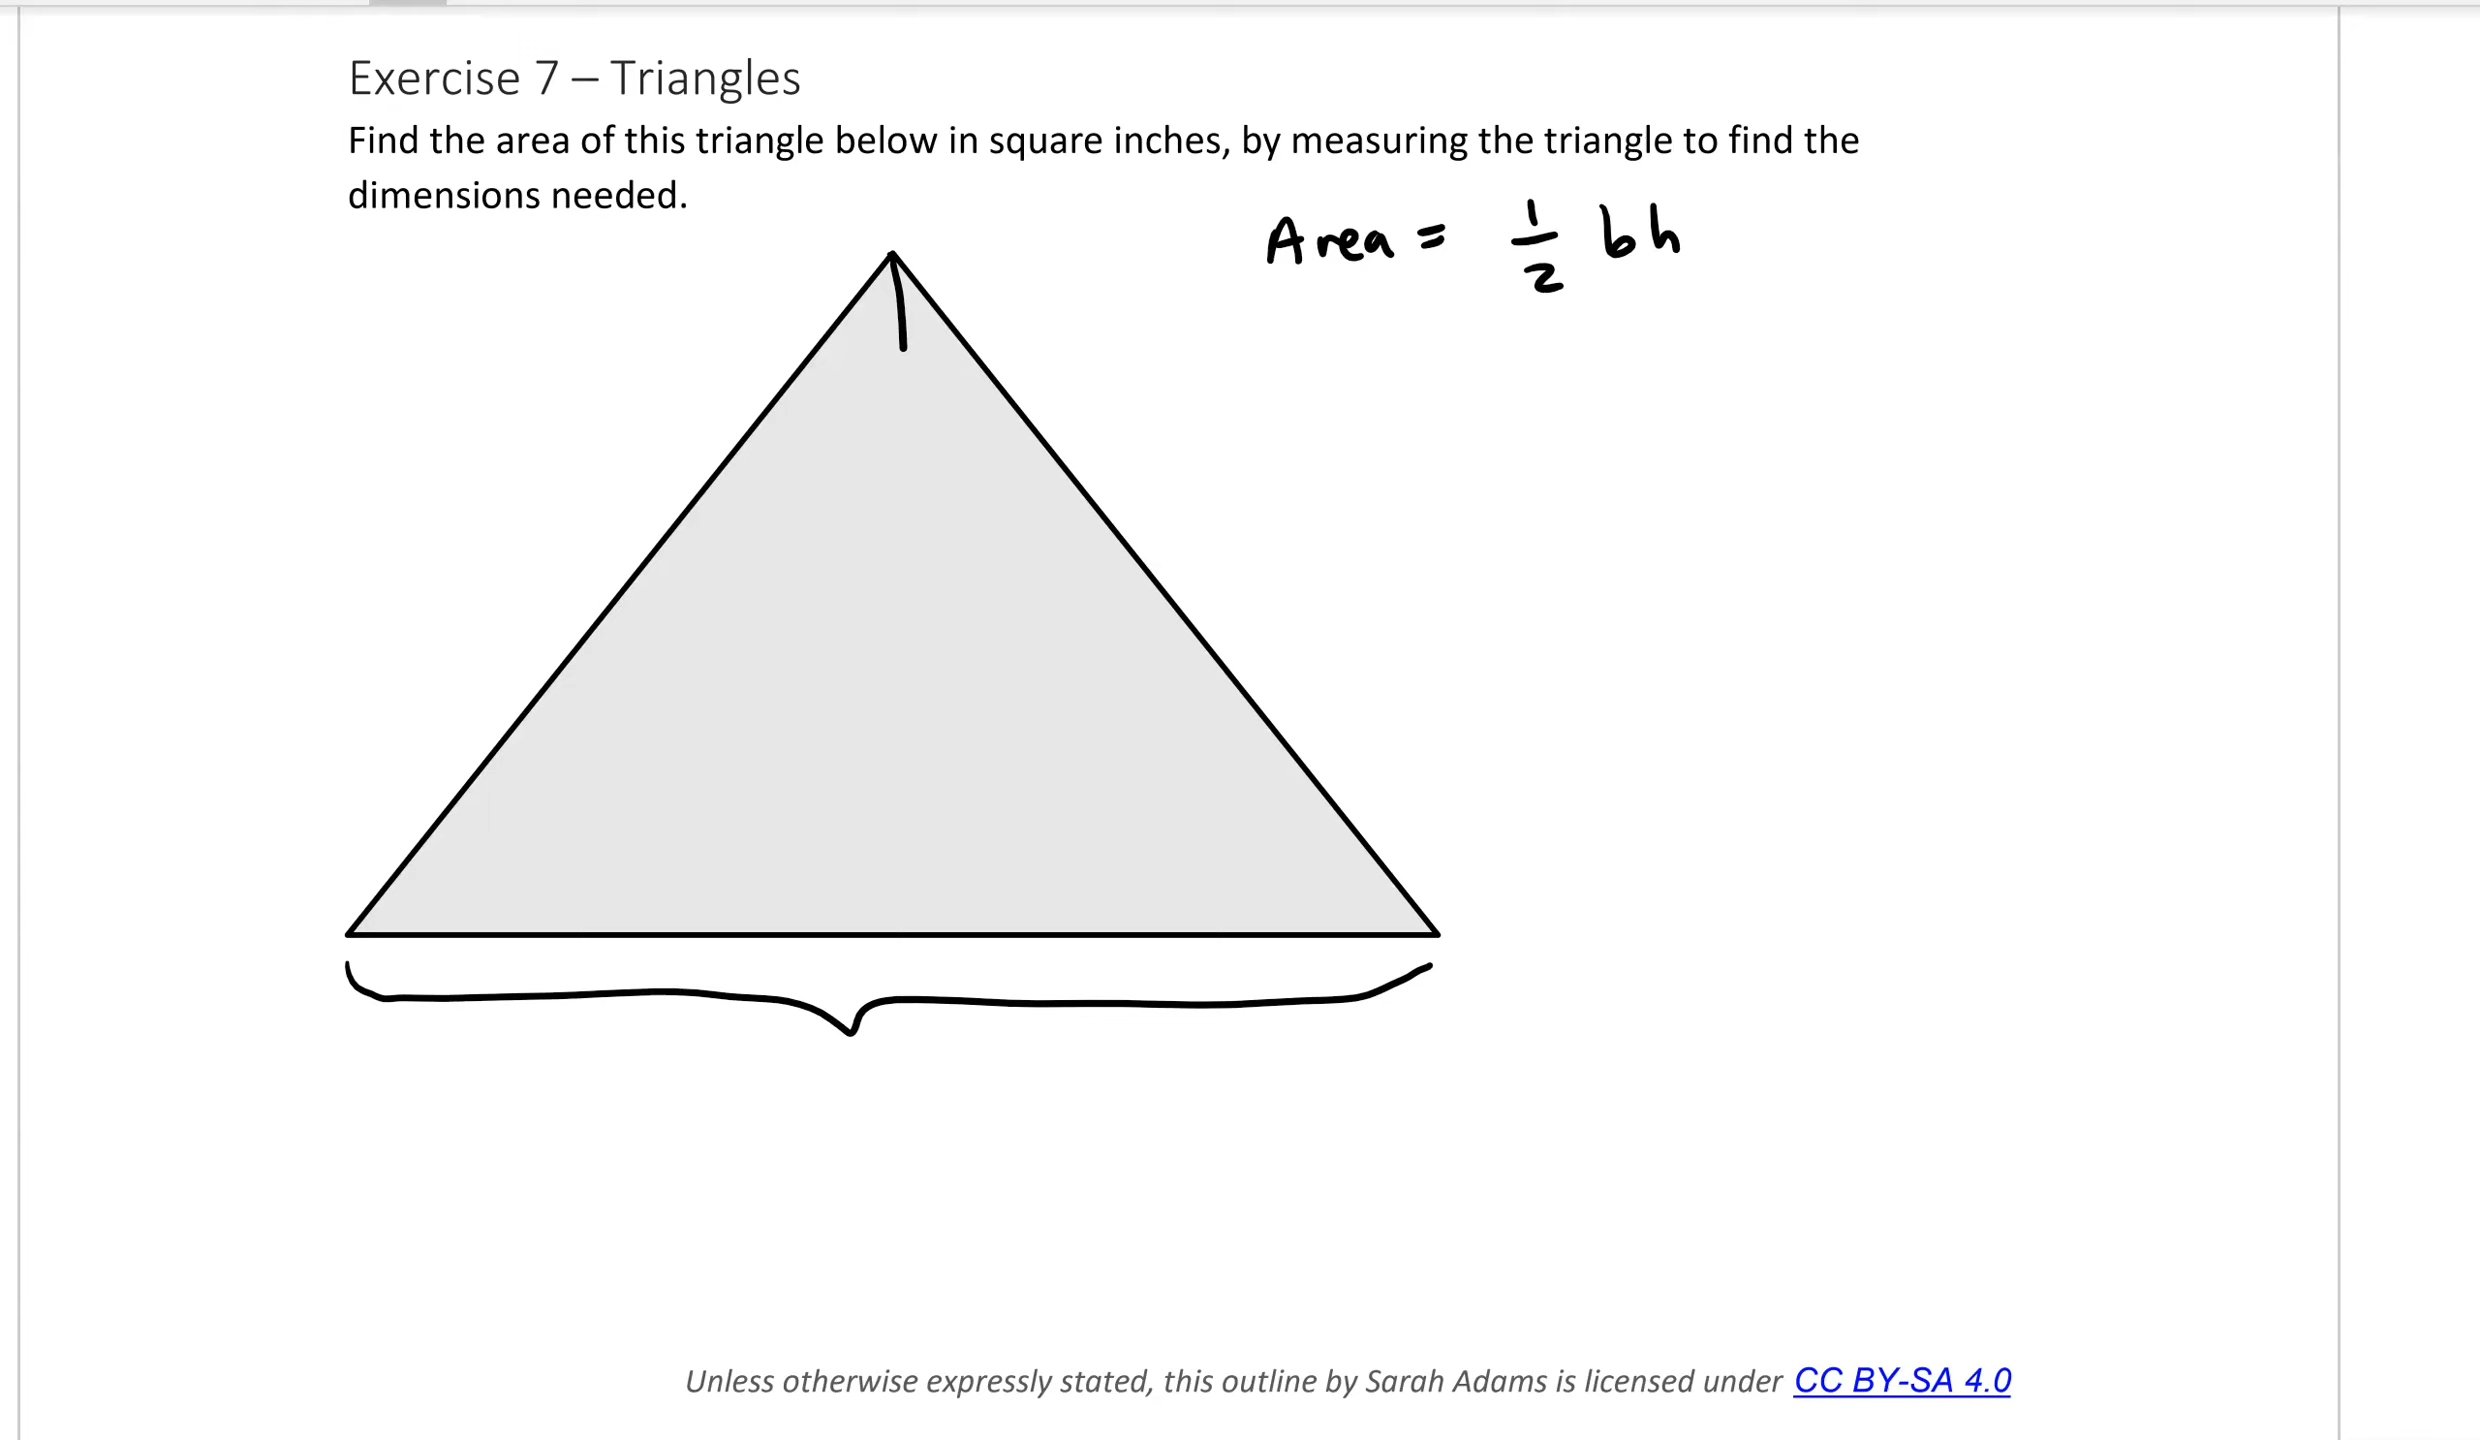 Exercise 7 – Triangles
Find the area of this triangle below in square inches, by measuring the triangle to find the
dimensions needed.
Area = 1/2 bh
Unless otherwise expressly stated, this outline by Sarah Adams is licensed under CC BY-SA 4.0